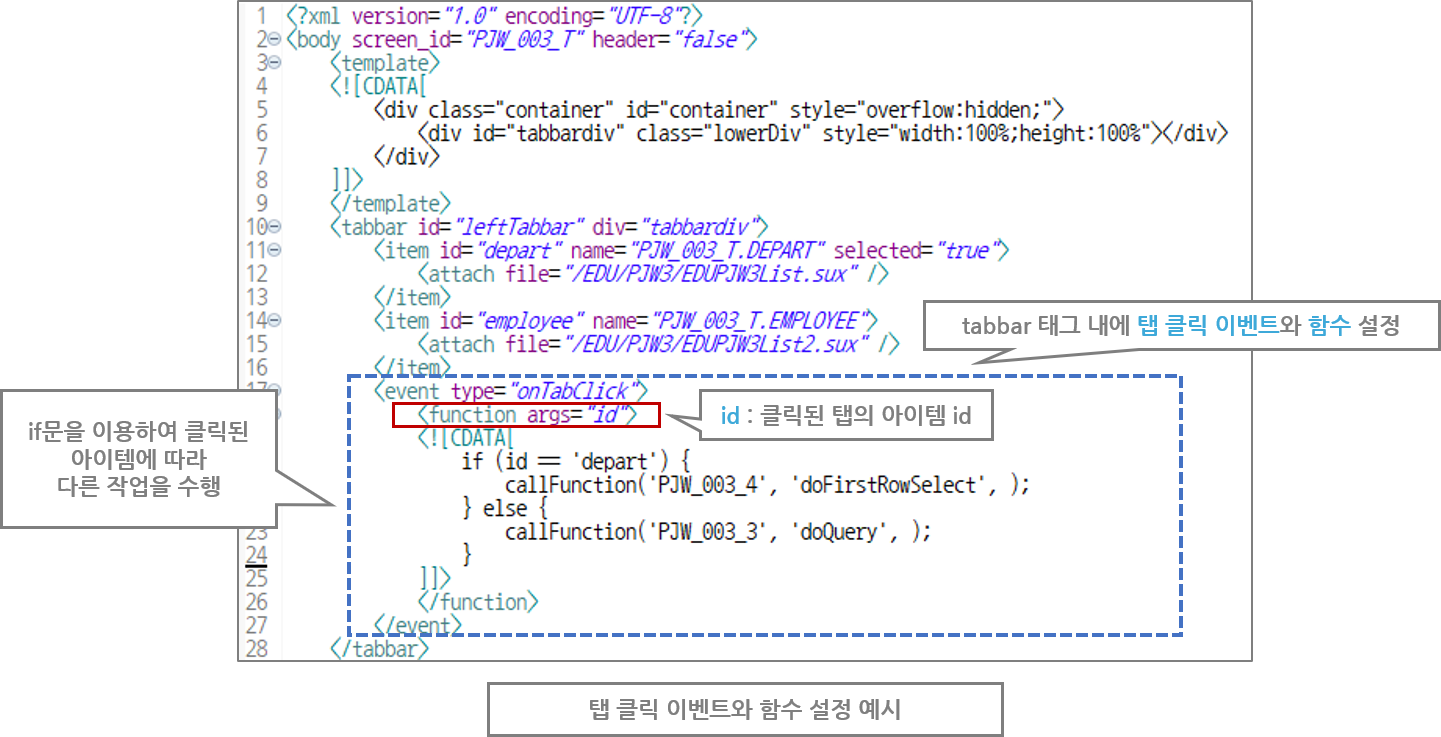 1 <?xml version="1.0" encoding="UTF-8"?>
2 <body screen_id="PJW_003_T" header="false">
3 <template>
4 <![CDATA[
5 <div class="container" id="container" style="overflow:hidden;">
6 <div id="tabbardiv" class="lowerDiv" style="width:100%;height:100%"></div>
7 </div>
8 ]]>
9 </template>
10 <tabbar id="leftTabbar" div="tabbardiv">
11 <item id="depart" name="PJW_003_T.DEPART" selected="true">
12 <attach file="/EDU/PJW3/EDUPJW3List.sux" />
13 </item>
14 <item id="employee" name="PJW_003_T.EMPLOYEE">
15 <attach file="/EDU/PJW3/EDUPJW3List2.sux" />
16 </item>
17 <event type="onTabClick">
<function args="id">
<![CDATA[
if (id == 'depart') {
callFunction('PJW_003_4', 'doFirstRowSelect', );
} else {
23 callFunction('PJW_003_3', 'doQuery', );
24 }
25 ]]>
26 </function>
27 </event>
28 </tabbar>
tabbar 태그 내에 탭 클릭 이벤트와 함수 설정
id : 클릭된 탭의 아이템 id
if문을 이용하여 클릭된
아이템에 따라
다른 작업을 수행
탭 클릭 이벤트와 함수 설정 예시